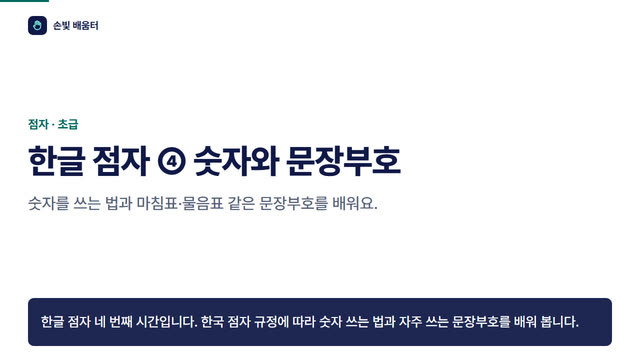 손빛 배움터
점자 · 초급
한글 점자 ④ 숫자와 문장부호
숫자를 쓰는 법과 마침표·물음표 같은 문장부호를 배워요.
한글 점자 네 번째 시간입니다. 한국 점자 규정에 따라 숫자 쓰는 법과 자주 쓰는 문장부호를 배워 봅니다.